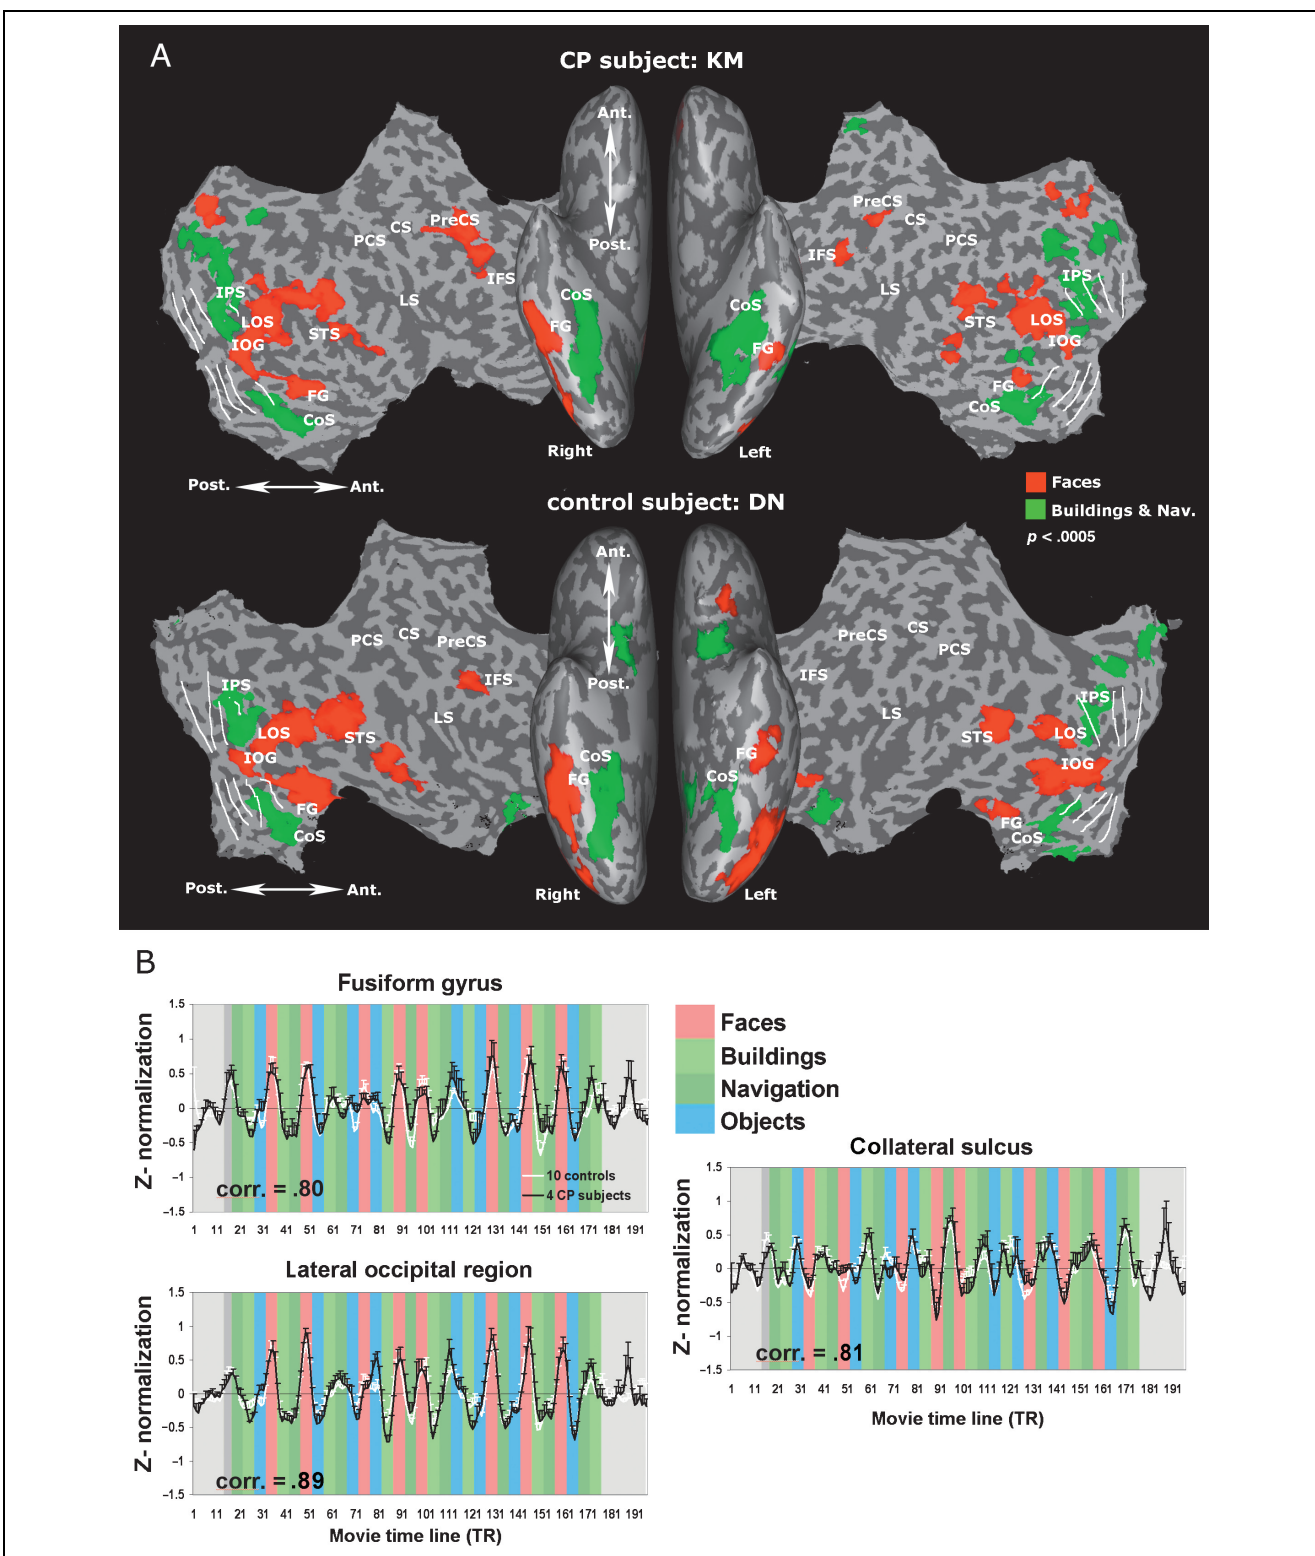 A
CP subject: KM
Ant.
Post.
PCS CS PreCS
IFS
LS
IPS
LOS
STS
IOG
FG
CoS
CoS
FG
Right
CoS
FG
Left
PreCS CS
PCS
IFS
LS
IPS
STS LOS
IOG
FG
CoS
Post. Ant.
Faces
Buildings & Nav.
p < .0005
control subject: DN
Ant.
Post.
PCS CS PreCS
IFS
LS
IPS
LOS
STS
IOG
FG
CoS
CoS
FG
Right
FG
CoS
Left
PreCS CS
PCS
IFS
LS
IPS
STS LOS
IOG
FG
CoS
Post. Ant.
B
Fusiform gyrus
Z- normalization
1.5
1
0.5
0
−0.5
−1
−1.5
corr. = .80
10 controls
4 CP subjects
1 11 21 31 41 51 61 71 81 91 101 111 121 131 141 151 161 171 181 191
Faces
Buildings
Navigation
Objects
Lateral occipital region
Z- normalization
1.5
1
0.5
0
−0.5
−1
−1.5
corr. = .89
1 11 21 31 41 51 61 71 81 91 101 111 121 131 141 151 161 171 181 191
Movie time line (TR)
Collateral sulcus
Z- normalization
1.5
1
0.5
0
−0.5
−1
−1.5
corr. = .81
1 11 21 31 41 51 61 71 81 91 101 111 121 131 141 151 161 171 181 191
Movie time line (TR)